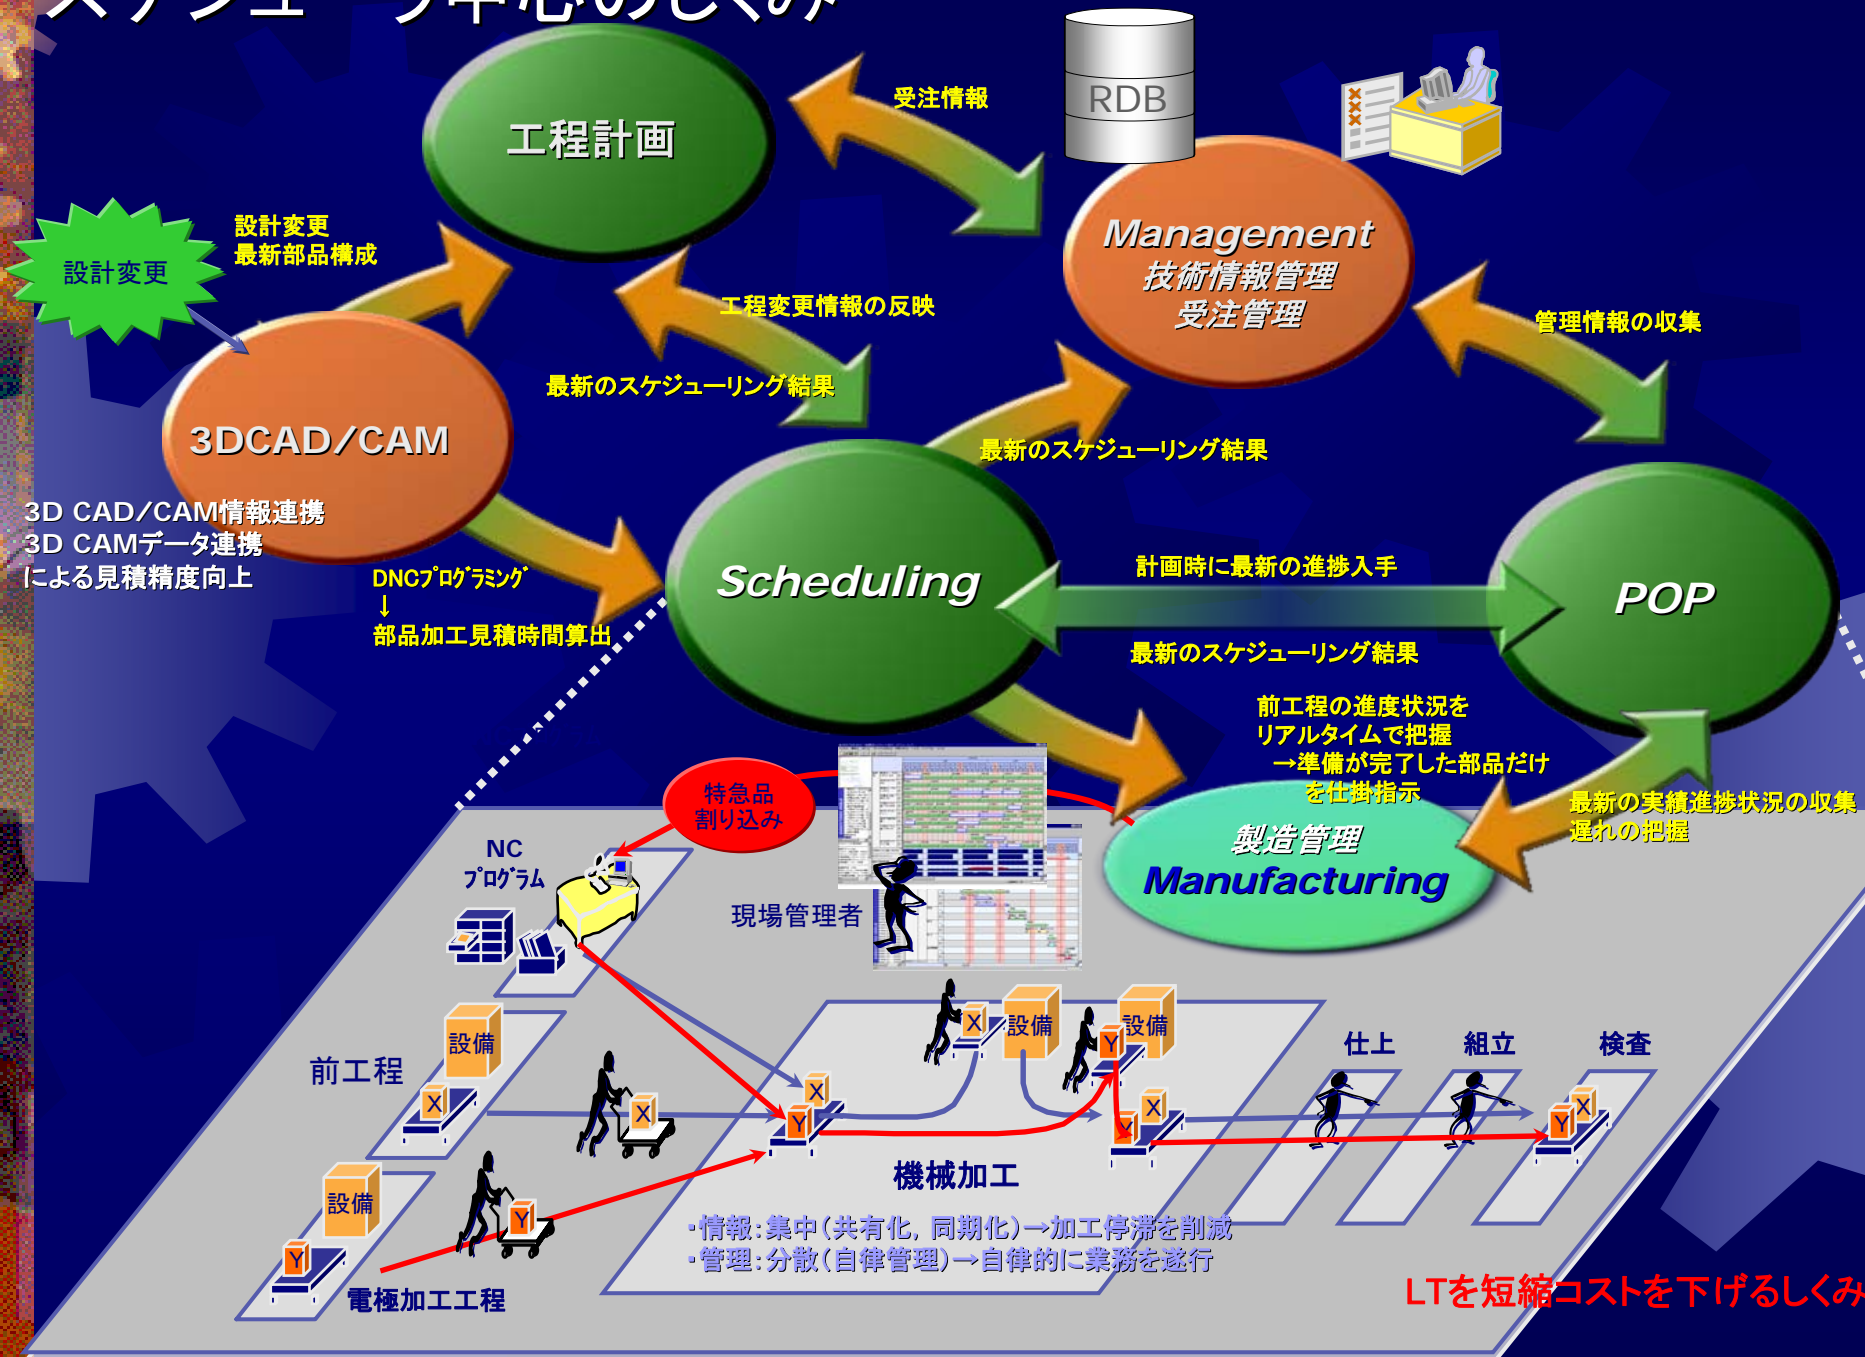 スケジューラ中心のしくみ
工程計画
受注情報
RDB
設計変更
最新部品構成
設計変更
Management
技術情報管理
受注管理
工程変更情報の反映
管理情報の収集
最新のスケジューリング結果
3DCAD/CAM
最新のスケジューリング結果
3D CAD/CAM情報連携
3D CAMデータ連携
による見積精度向上
DNCプログラミング
↓
部品加工見積時間算出
Scheduling
計画時に最新の進捗入手
POP
最新のスケジューリング結果
前工程の進度状況を
リアルタイムで把握
→準備が完了した部品だけ
を仕掛指示
特急品
割り込み
最新の実績進捗状況の収集
遅れの把握
製造管理
Manufacturing
NC
プログラム
現場管理者
設備
設備
設備
X
Y
仕上
組立
検査
前工程
X
X
X
Y
X
Y
X
Y
機械加工
設備
Y
Y
電極加工工程
・情報:集中(共有化, 同期化)→加工停滞を削減
・管理:分散(自律管理)→自律的に業務を遂行
LTを短縮コストを下げるしくみ